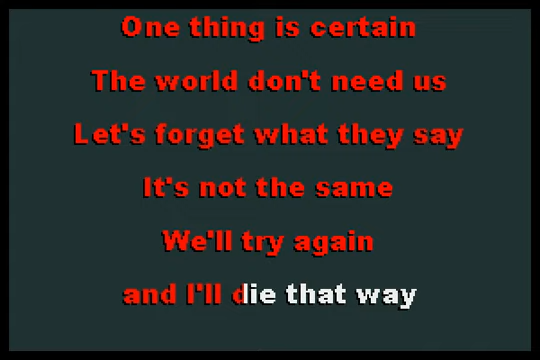 One thing is certain
The world don't need us
Let's forget what they say
It's not the same
We'll try again
and I'll die that way